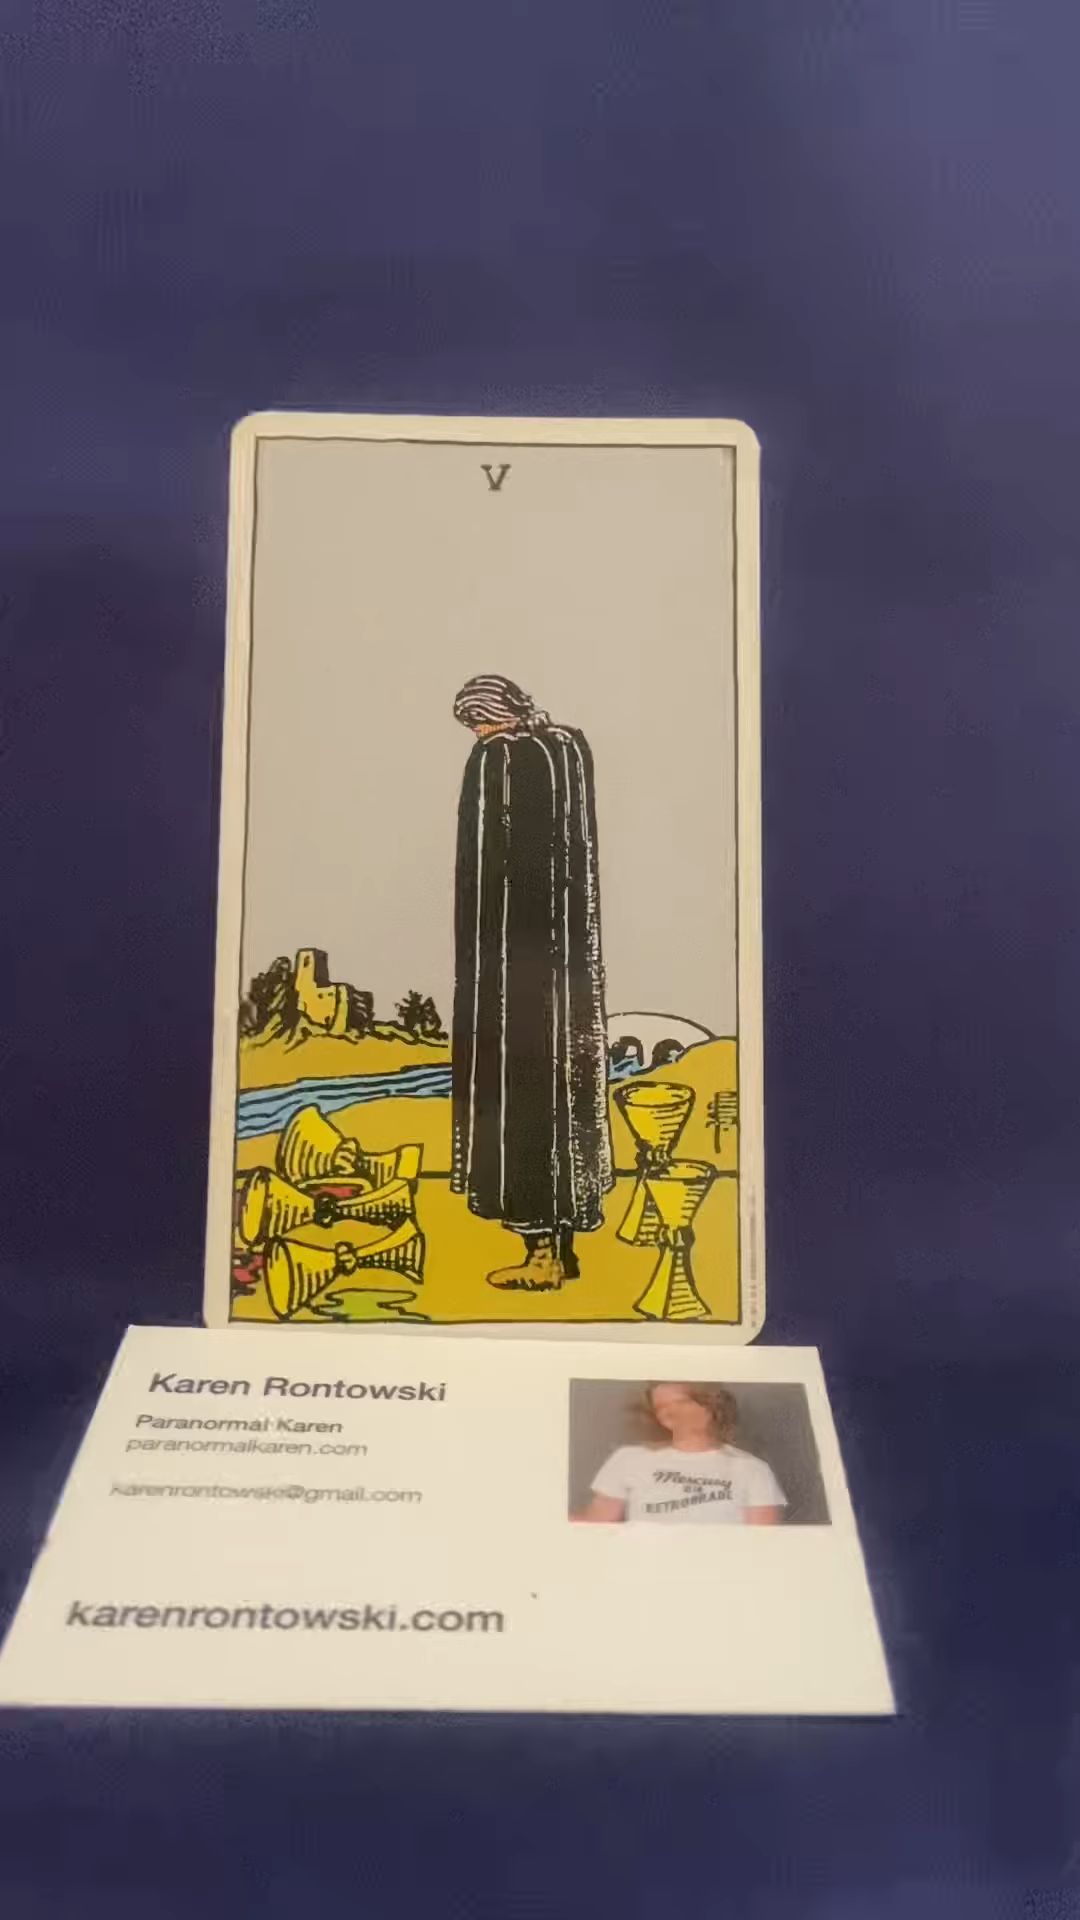 V
Karen Rontowski
Paranormal Karen
paranormalkaren.com
karenrontowski@gmail.com
Mercury
RETROGRADE
karenrontowski.com